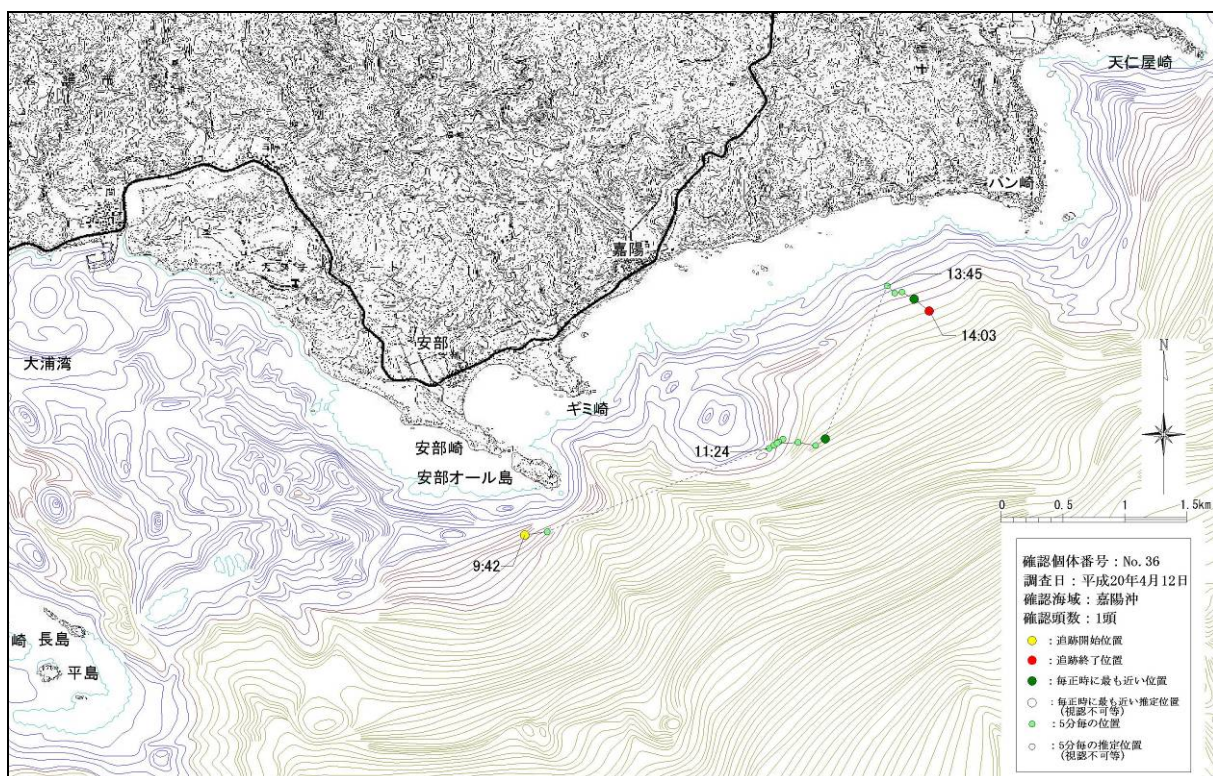 天仁屋崎
バン崎
嘉陽
13:45
14:03
大浦湾
安部
ギミ崎
安部崎
11:24
安部オール島
9:42
崎
長島
平島
N
0 0.5 1 1.5km
確認個体番号：No.36
調査日：平成20年4月12日
確認海域：嘉陽沖
確認頭数：1頭
：追跡開始位置
：追跡終了位置
：毎正時に最も近い位置
：毎正時に最も近い推定位置
(視認不可等)
：5分毎の位置
：5分毎の推定位置
(視認不可等)